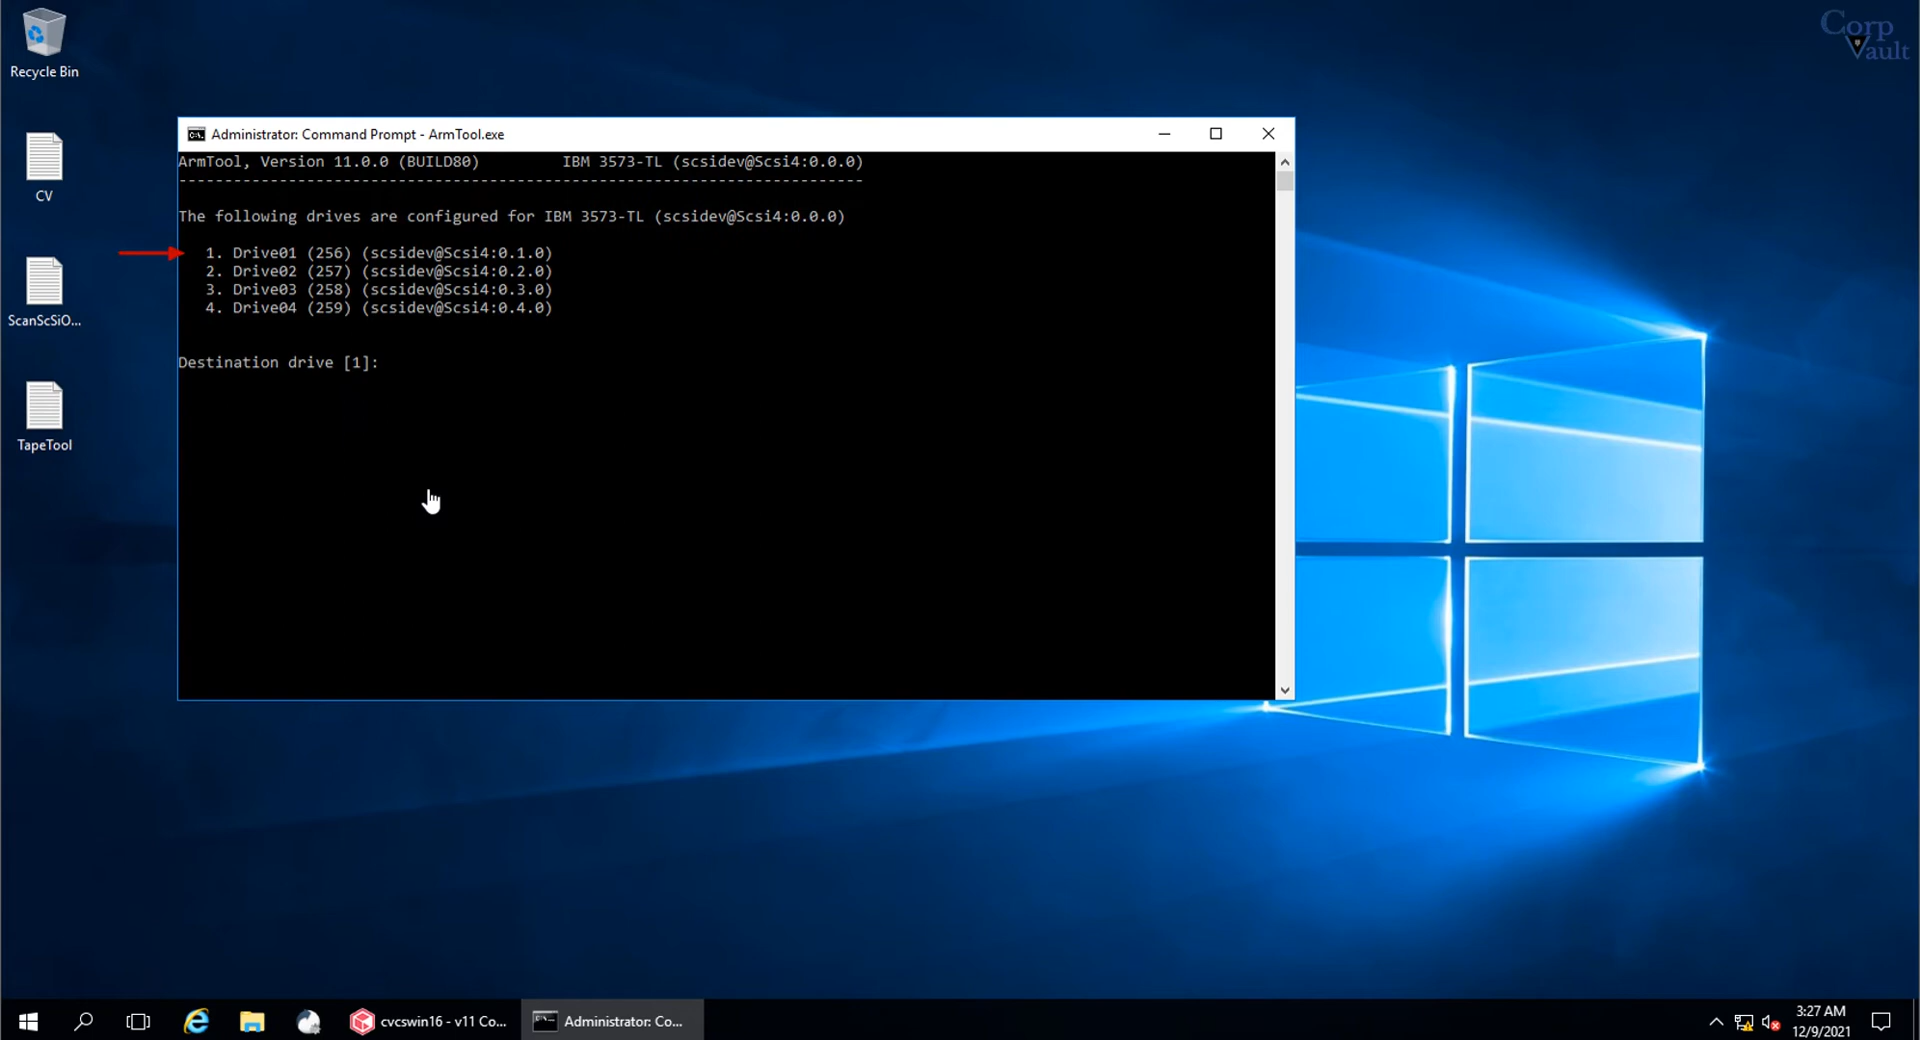 Corp
Vault
Recycle Bin
CV
ScanScSiO...
TapeTool
Administrator: Command Prompt - ArmTool.exe
ArmTool, Version 11.0.0 (BUILD80)         IBM 3573-TL (scsidev@Scsi4:0.0.0)
---------------------------------------------------------------------------
The following drives are configured for IBM 3573-TL (scsidev@Scsi4:0.0.0)
1. Drive01 (256) (scsidev@Scsi4:0.1.0)
2. Drive02 (257) (scsidev@Scsi4:0.2.0)
3. Drive03 (258) (scsidev@Scsi4:0.3.0)
4. Drive04 (259) (scsidev@Scsi4:0.4.0)
Destination drive [1]:
cvcswin16 - v11 Co...
Administrator: Co...
3:27 AM
12/9/2021